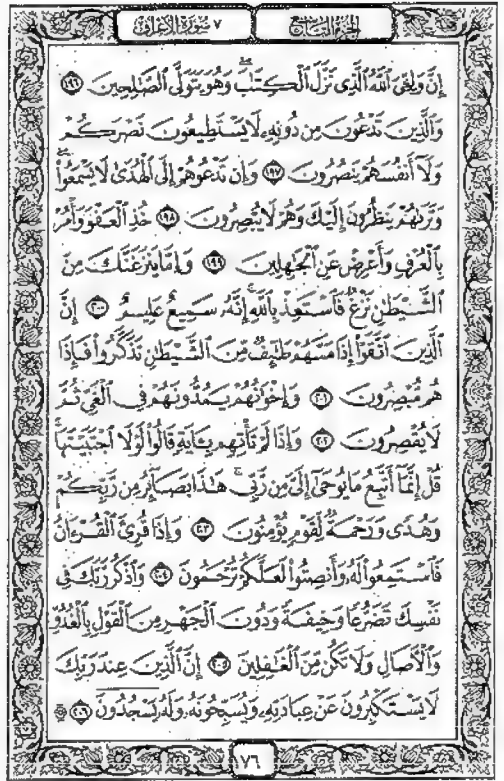 الجزء التاسع ٧ سورة الأعراف
إِنَّ وَلِـِّۧيَ ٱللَّهُ ٱلَّذِى نَزَّلَ ٱلْكِتَٰبَ وَهُوَ يَتَوَلَّى ٱلصَّٰلِحِينَ ١٩٦
وَٱلَّذِينَ تَدْعُونَ مِن دُونِهِۦ لَا يَسْتَطِيعُونَ نَصْرَكُمْ
وَلَآ أَنفُسَهُمْ يَنصُرُونَ ١٩٧ وَإِن تَدْعُوهُمْ إِلَى ٱلْهُدَىٰ لَا يَسْمَعُوا۟
وَتَرَىٰهُمْ يَنظُرُونَ إِلَيْكَ وَهُمْ لَا يُبْصِرُونَ ١٩٨ خُذِ ٱلْعَفْوَ وَأْمُرْ
بِٱلْعُرْفِ وَأَعْرِضْ عَنِ ٱلْجَٰهِلِينَ ١٩٩ وَإِمَّا يَنزَغَنَّكَ مِنَ
ٱلشَّيْطَٰنِ نَزْغٌ فَٱسْتَعِذْ بِٱللَّهِ إِنَّهُۥ سَمِيعٌ عَلِيمٌ ٢٠٠ إِنَّ
ٱلَّذِينَ ٱتَّقَوْا۟ إِذَا مَسَّهُمْ طَٰٓئِفٌ مِّنَ ٱلشَّيْطَٰنِ تَذَكَّرُوا۟ فَإِذَا
هُم مُّبْصِرُونَ ٢٠١ وَإِخْوَٰنُهُمْ يَمُدُّونَهُمْ فِى ٱلْغَىِّ ثُمَّ
لَا يُقْصِرُونَ ٢٠٢ وَإِذَا لَمْ تَأْتِهِم بِـَٔايَةٍ قَالُوا۟ لَوْلَا ٱجْتَبَيْتَهَا
قُلْ إِنَّمَآ أَتَّبِعُ مَا يُوحَىٰٓ إِلَىَّ مِن رَّبِّى هَٰذَا بَصَآئِرُ مِن رَّبِّكُمْ
وَهُدًى وَرَحْمَةٌ لِّقَوْمٍ يُؤْمِنُونَ ٢٠٣ وَإِذَا قُرِئَ ٱلْقُرْءَانُ
فَٱسْتَمِعُوا۟ لَهُۥ وَأَنصِتُوا۟ لَعَلَّكُمْ تُرْحَمُونَ ٢٠٤ وَٱذْكُر رَّبَّكَ فِى
نَفْسِكَ تَضَرُّعًا وَخِيفَةً وَدُونَ ٱلْجَهْرِ مِنَ ٱلْقَوْلِ بِٱلْغُدُوِّ
وَٱلْءَاصَالِ وَلَا تَكُن مِّنَ ٱلْغَٰفِلِينَ ٢٠٥ إِنَّ ٱلَّذِينَ عِندَ رَبِّكَ
لَا يَسْتَكْبِرُونَ عَنْ عِبَادَتِهِۦ وَيُسَبِّحُونَهُۥ وَلَهُۥ يَسْجُدُونَ ۩ ٢٠٦
١٧٦